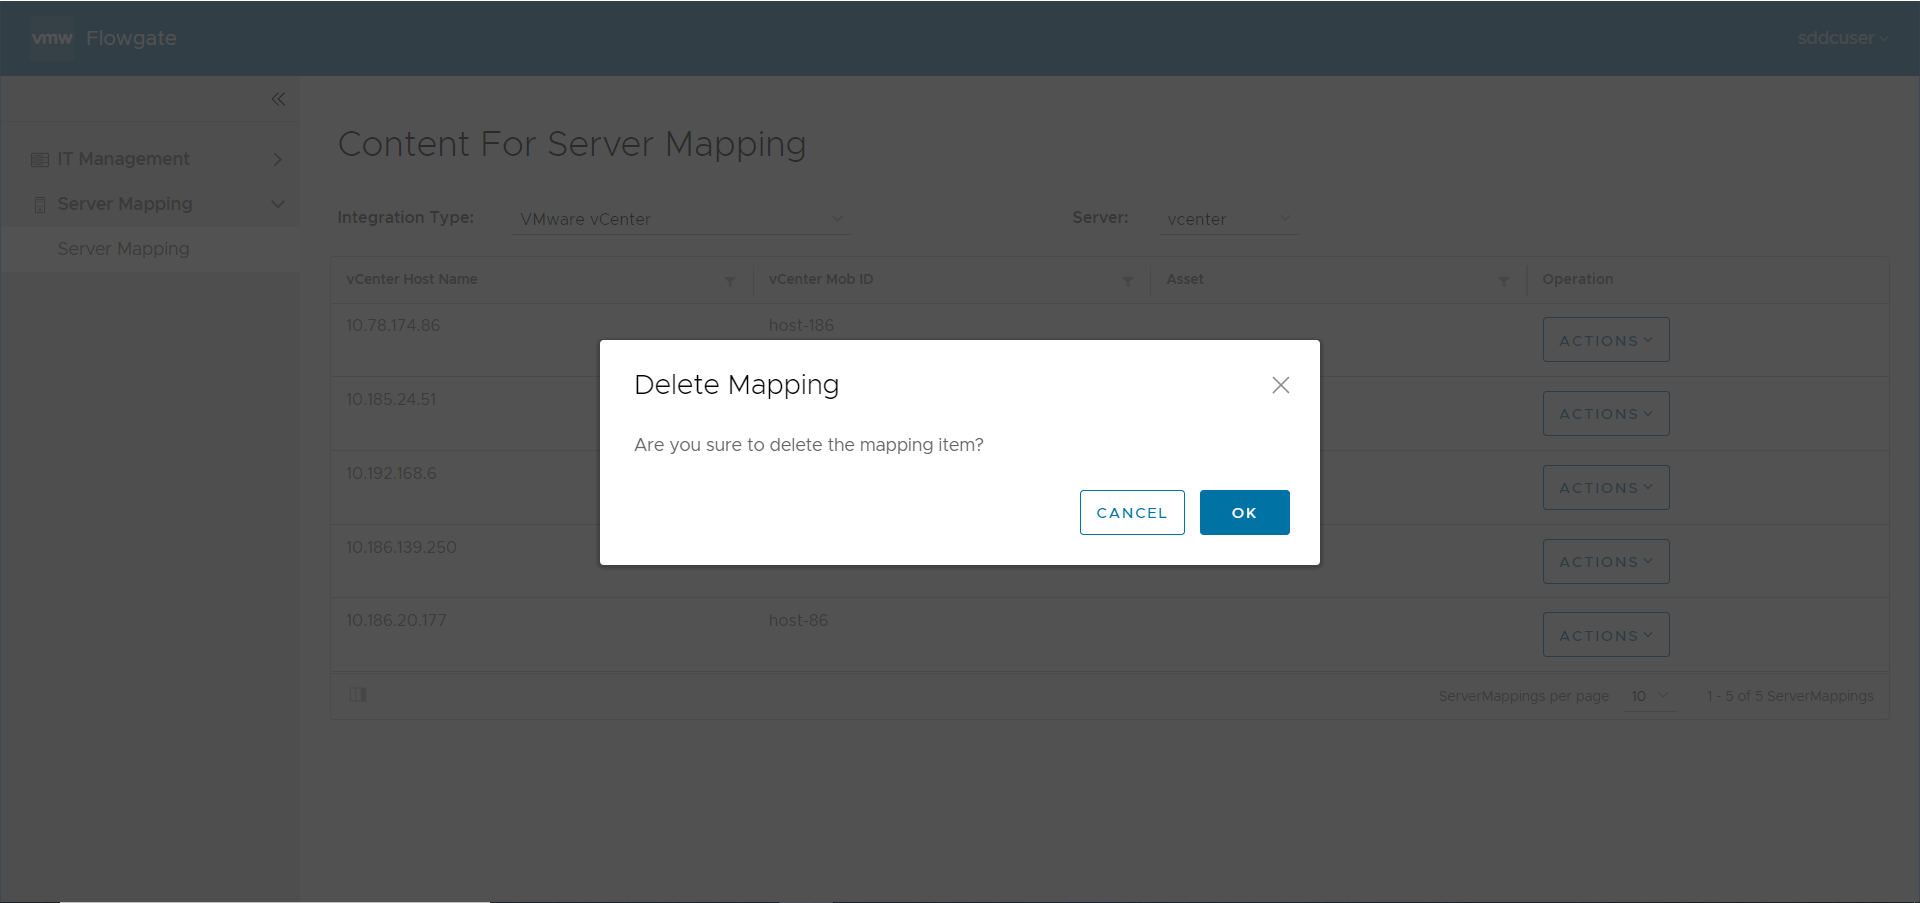 vmw Flowgate
sddcuser
IT Management
Server Mapping
Server Mapping
Content For Server Mapping
Integration Type: VMware vCenter Server: vcenter
vCenter Host Name vCenter Mob ID Asset Operation
10.78.174.86 host-186 ACTIONS
10.185.24.51 ACTIONS
10.192.168.6 ACTIONS
10.186.139.250 ACTIONS
10.186.20.177 host-86 ACTIONS
ServerMappings per page 10 1 - 5 of 5 ServerMappings
Delete Mapping
Are you sure to delete the mapping item?
CANCEL OK